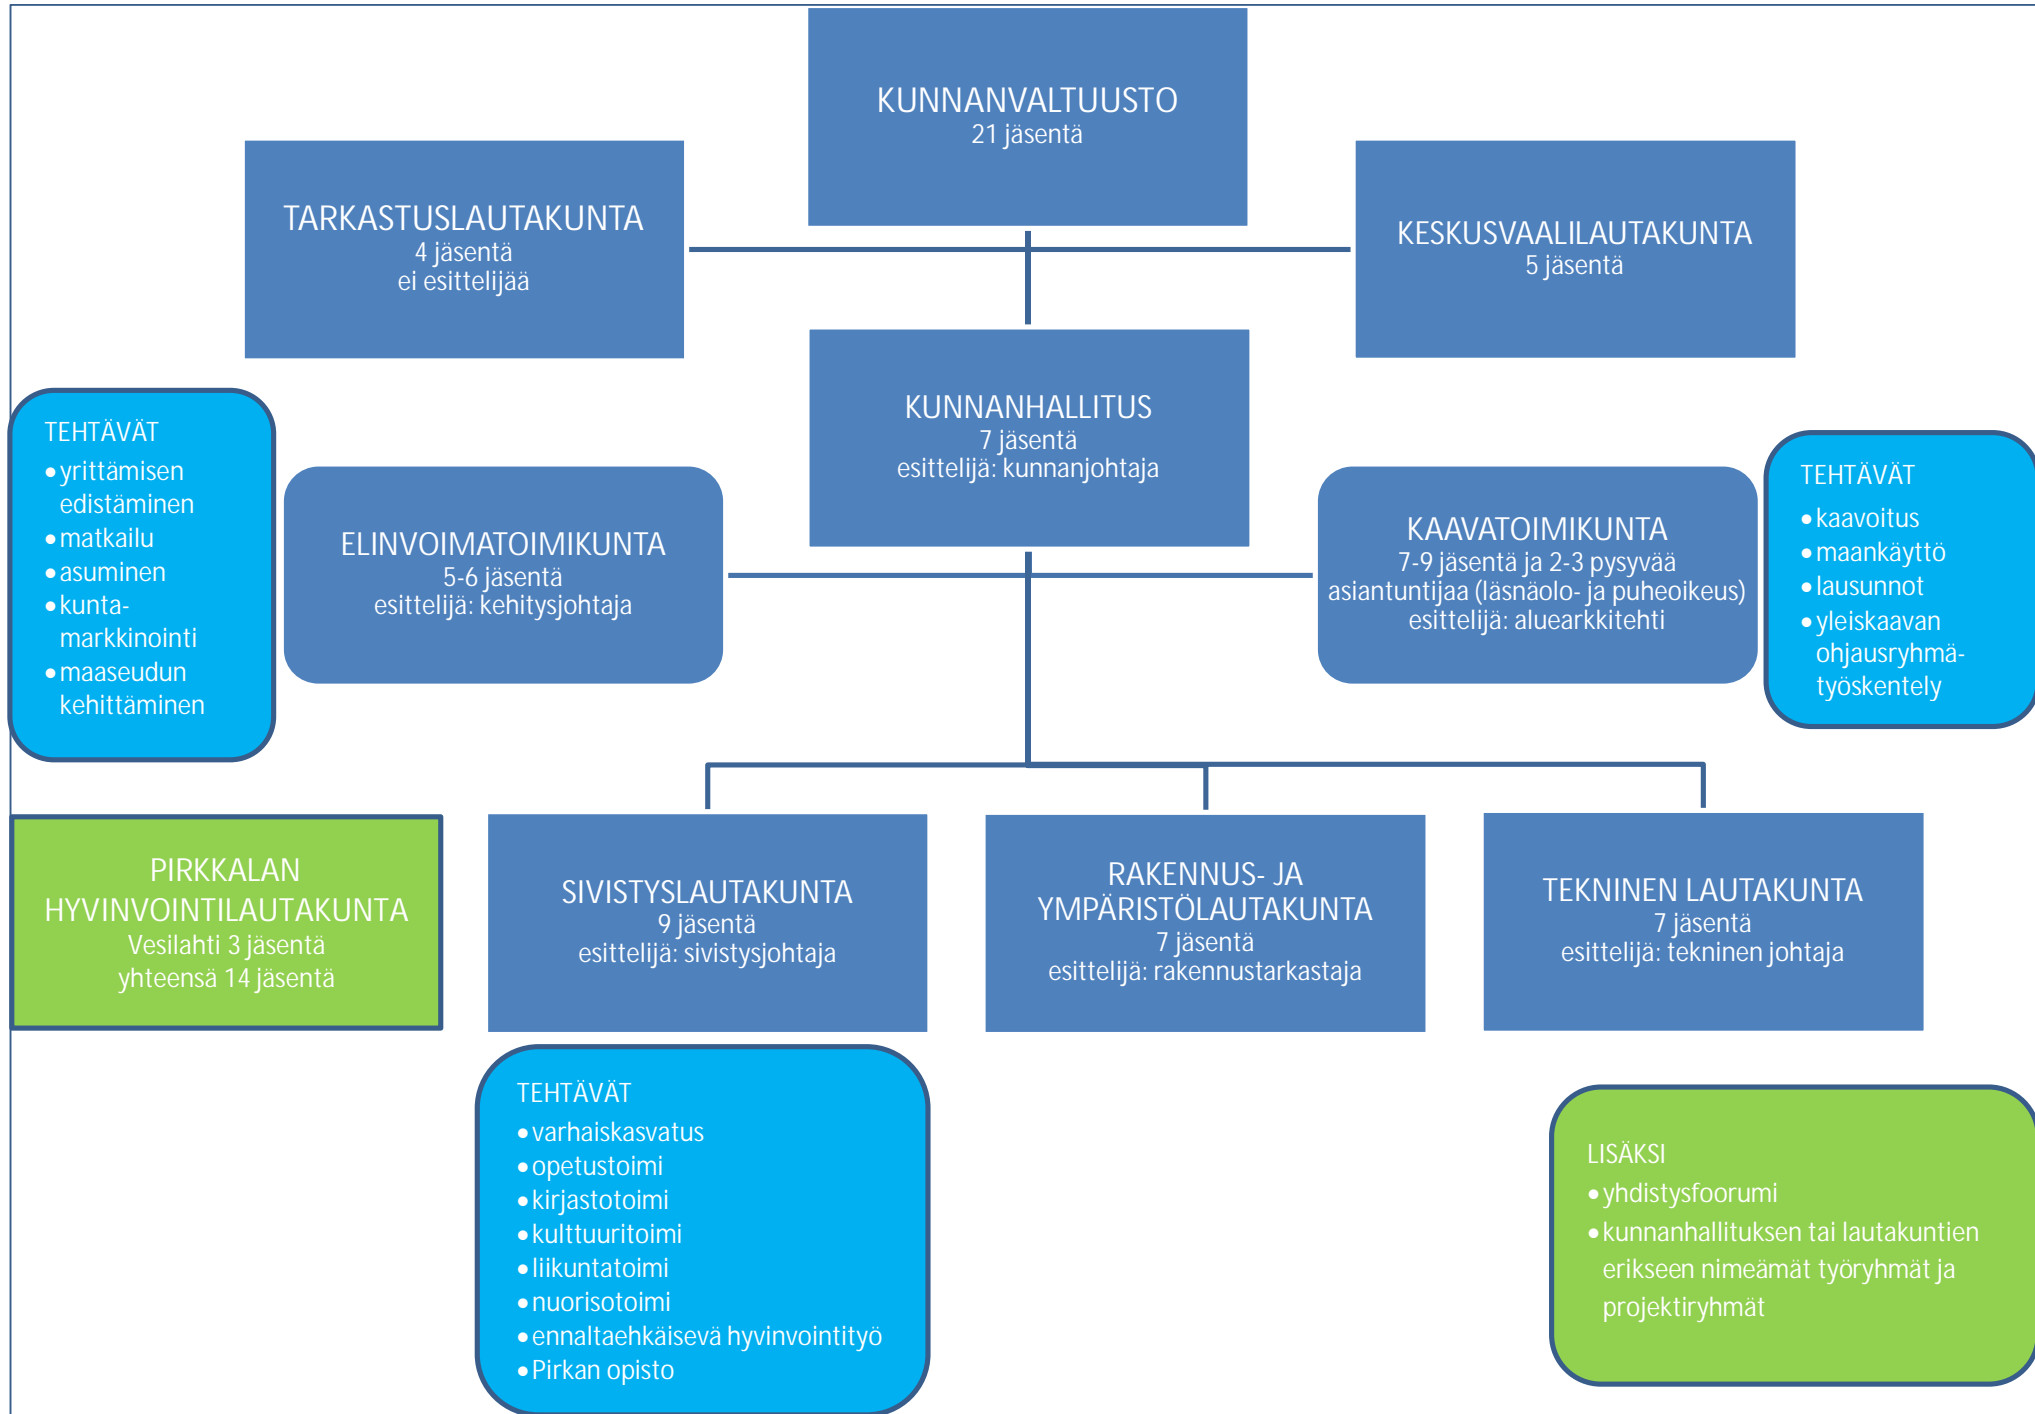 KUNNANVALTUUSTO
21 jäsentä
TARKASTUSLAUTAKUNTA
4 jäsentä
ei esittelijää
KESKUSVAALILAUTAKUNTA
5 jäsentä
KUNNANHALLITUS
7 jäsentä
esittelijä: kunnanjohtaja
TEHTÄVÄT
• yrittämisen
edistäminen
• matkailu
• asuminen
• kunta-
markkinointi
• maaseudun
kehittäminen
ELINVOIMATOIMIKUNTA
5-6 jäsentä
esittelijä: kehitysjohtaja
KAAVATOIMIKUNTA
7-9 jäsentä ja 2-3 pysyvää
asiantuntijaa (läsnäolo- ja puheoikeus)
esittelijä: aluearkkitehti
TEHTÄVÄT
• kaavoitus
• maankäyttö
• lausunnot
• yleiskaavan
ohjausryhmä-
työskentely
PIRKKALAN
HYVINVOINTILAUTAKUNTA
Vesilahti 3 jäsentä
yhteensä 14 jäsentä
SIVISTYSLAUTAKUNTA
9 jäsentä
esittelijä: sivistysjohtaja
RAKENNUS- JA
YMPÄRISTÖLAUTAKUNTA
7 jäsentä
esittelijä: rakennustarkastaja
TEKNINEN LAUTAKUNTA
7 jäsentä
esittelijä: tekninen johtaja
TEHTÄVÄT
• varhaiskasvatus
• opetustoimi
• kirjastotoimi
• kulttuuritoimi
• liikuntatoimi
• nuorisotoimi
• ennaltaehkäisevä hyvinvointityö
• Pirkan opisto
LISÄKSI
• yhdistysfoorumi
• kunnanhallituksen tai lautakuntien
erikseen nimeämät työryhmät ja
projektiryhmät